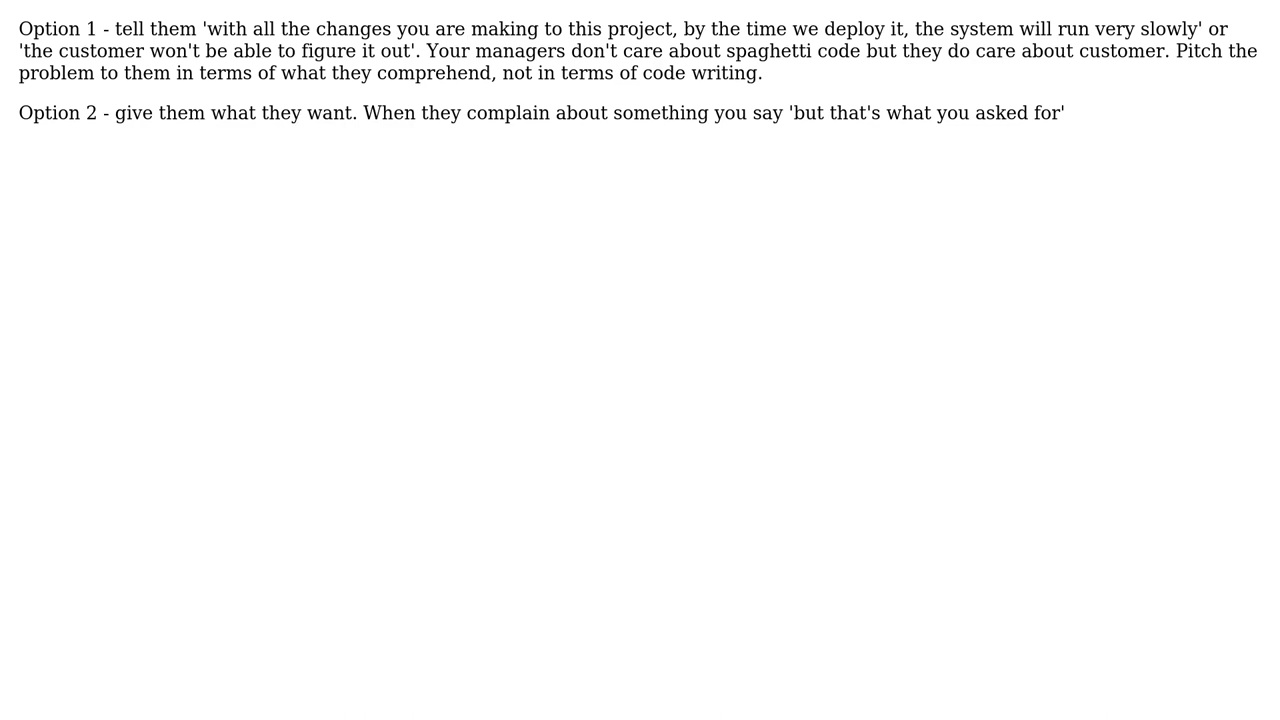 Option 1 - tell them 'with all the changes you are making to this project, by the time we deploy it, the system will run very slowly' or
'the customer won't be able to figure it out'. Your managers don't care about spaghetti code but they do care about customer. Pitch the
problem to them in terms of what they comprehend, not in terms of code writing.
Option 2 - give them what they want. When they complain about something you say 'but that's what you asked for'